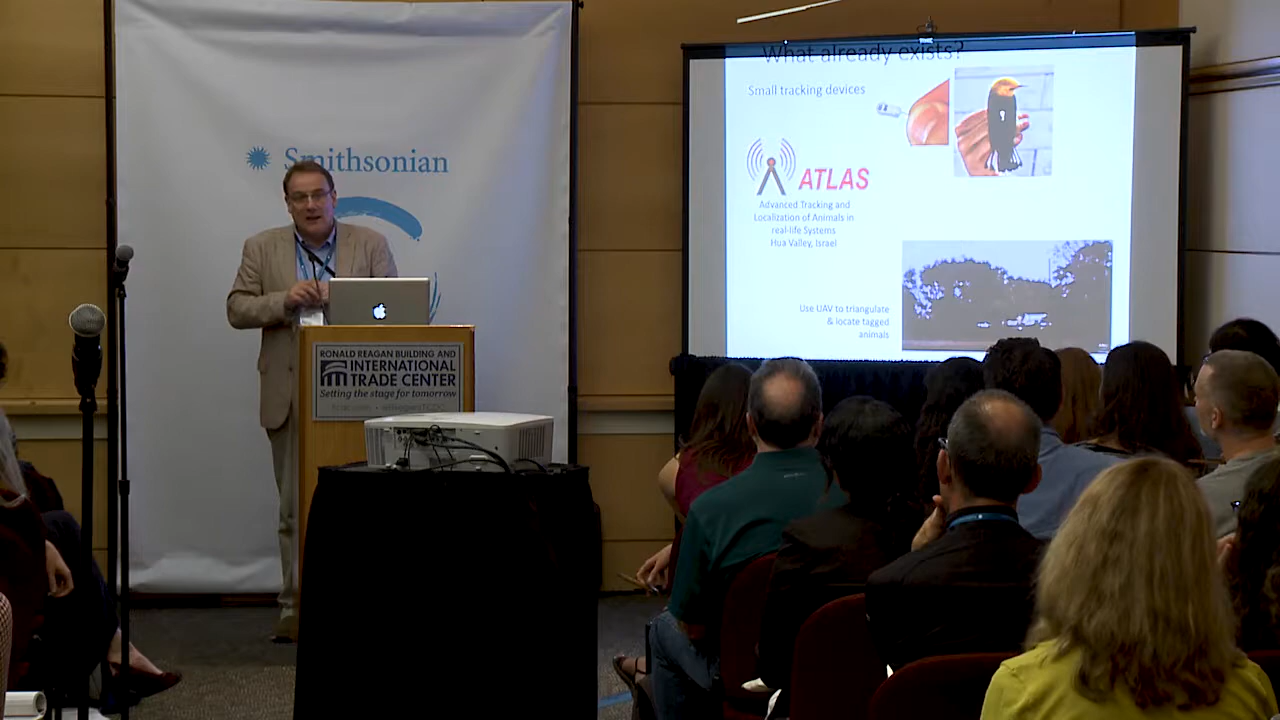 Smithsonian
RONALD REAGAN BUILDING AND
INTERNATIONAL
TRADE CENTER
Setting the stage for tomorrow
What already exists?
Small tracking devices
ATLAS
Advanced Tracking and
Localization of Animals in
real-life Systems
Hua Valley, Israel
Use UAV to triangulate
& locate tagged
animals